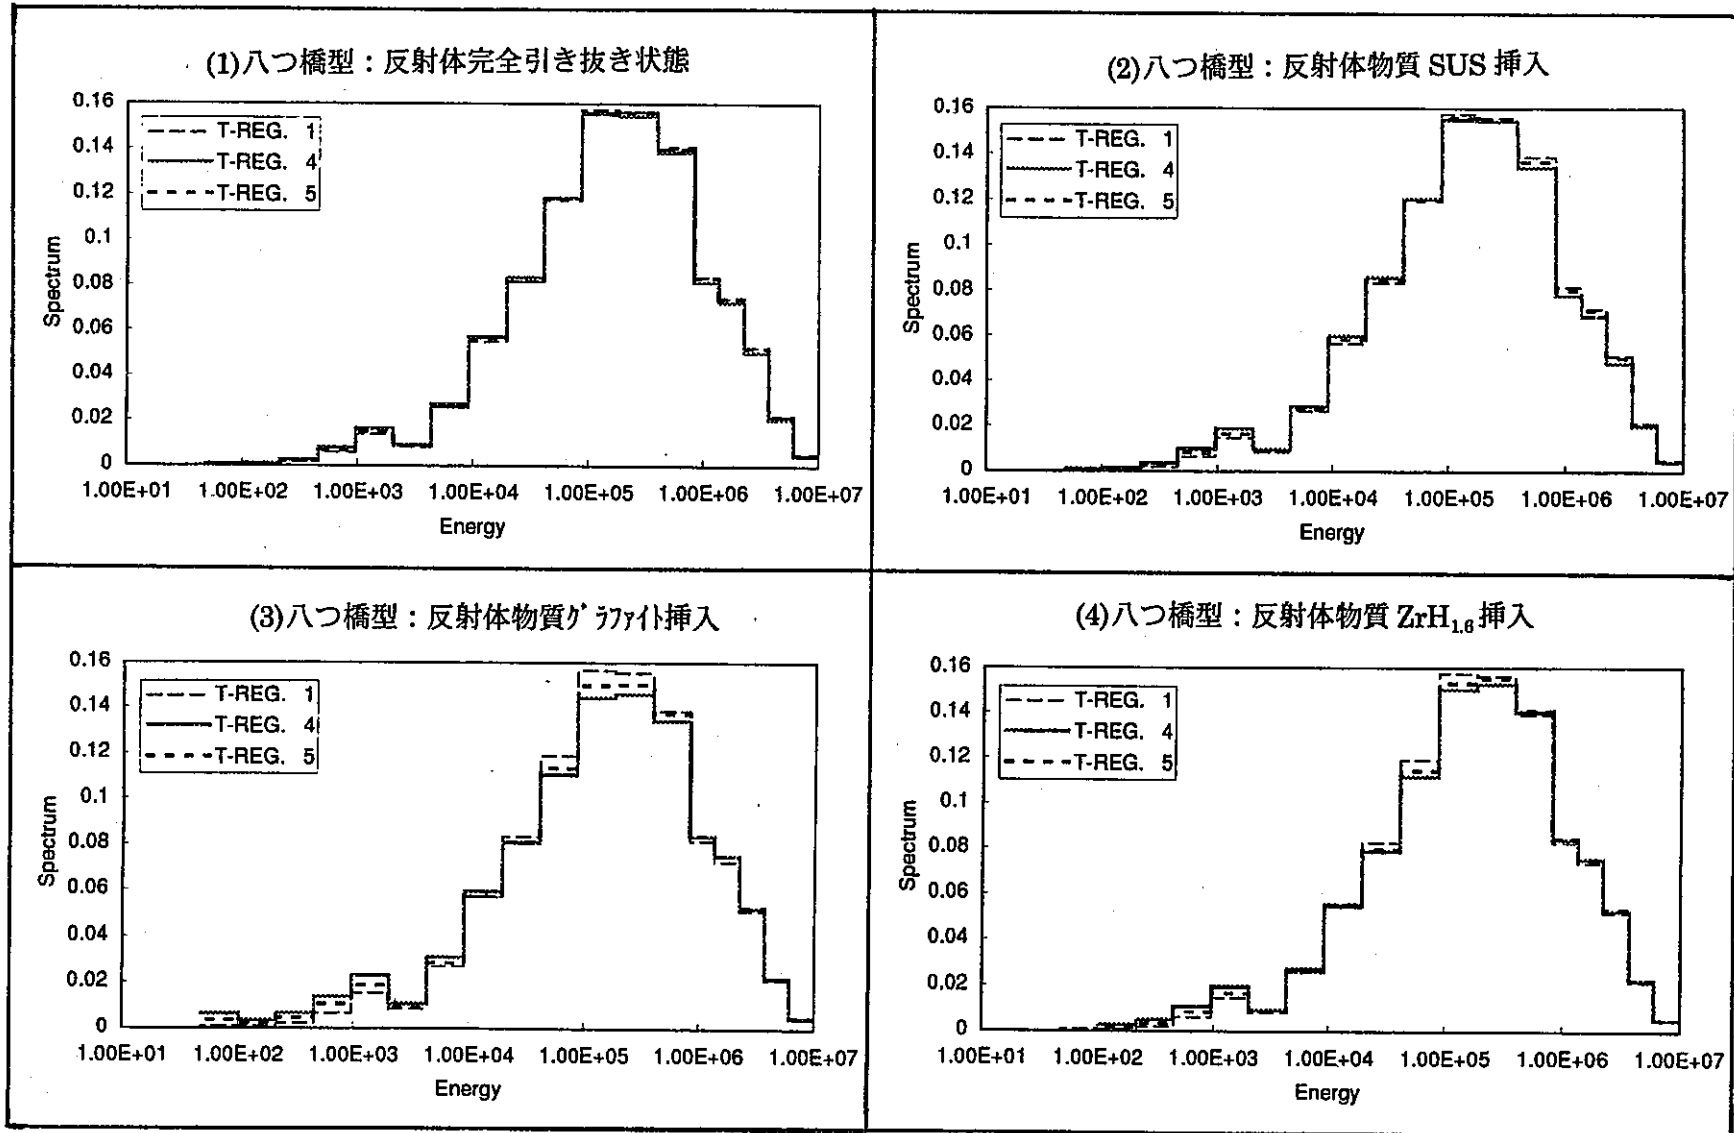 (1)八つ橋型：反射体完全引き抜き状態
0.16
0.14
0.12
0.1
0.08
0.06
0.04
0.02
0
Spectrum
T-REG. 1
T-REG. 4
T-REG. 5
1.00E+01 1.00E+02 1.00E+03 1.00E+04 1.00E+05 1.00E+06 1.00E+07
Energy
(2)八つ橋型：反射体物質 SUS 挿入
0.16
0.14
0.12
0.1
0.08
0.06
0.04
0.02
0
Spectrum
T-REG. 1
T-REG. 4
T-REG. 5
1.00E+01 1.00E+02 1.00E+03 1.00E+04 1.00E+05 1.00E+06 1.00E+07
Energy
(3)八つ橋型：反射体物質ｸﾞﾗﾌｧｲﾄ挿入
0.16
0.14
0.12
0.1
0.08
0.06
0.04
0.02
0
Spectrum
T-REG. 1
T-REG. 4
T-REG. 5
1.00E+01 1.00E+02 1.00E+03 1.00E+04 1.00E+05 1.00E+06 1.00E+07
Energy
(4)八つ橋型：反射体物質 ZrH₁.₆ 挿入
0.16
0.14
0.12
0.1
0.08
0.06
0.04
0.02
0
Spectrum
T-REG. 1
T-REG. 4
T-REG. 5
1.00E+01 1.00E+02 1.00E+03 1.00E+04 1.00E+05 1.00E+06 1.00E+07
Energy